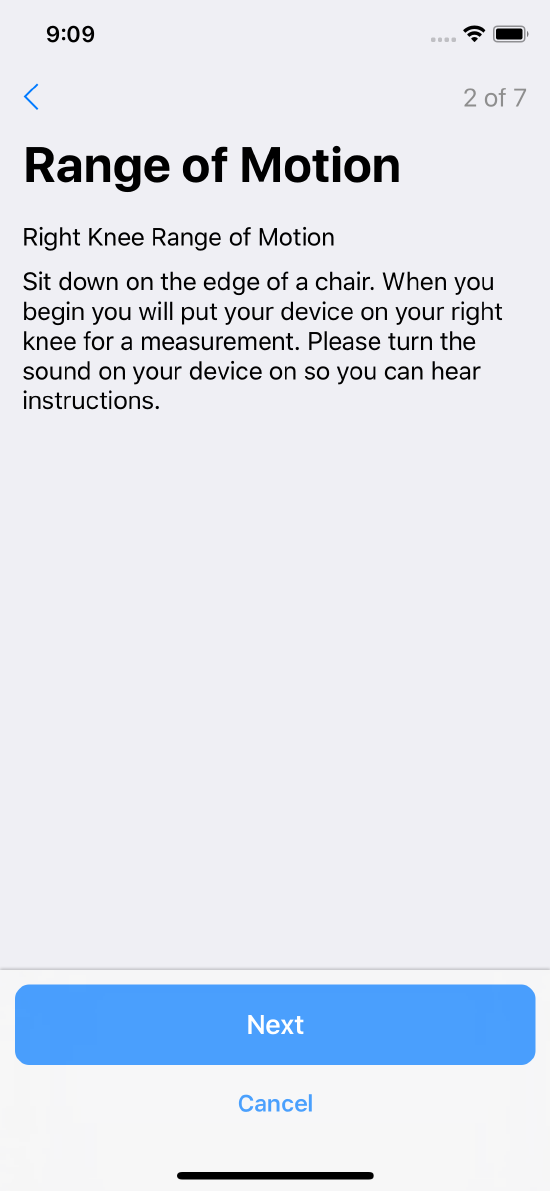 9:09
2 of 7
Range of Motion
Right Knee Range of Motion
Sit down on the edge of a chair. When you
begin you will put your device on your right
knee for a measurement. Please turn the
sound on your device on so you can hear
instructions.
Next
Cancel